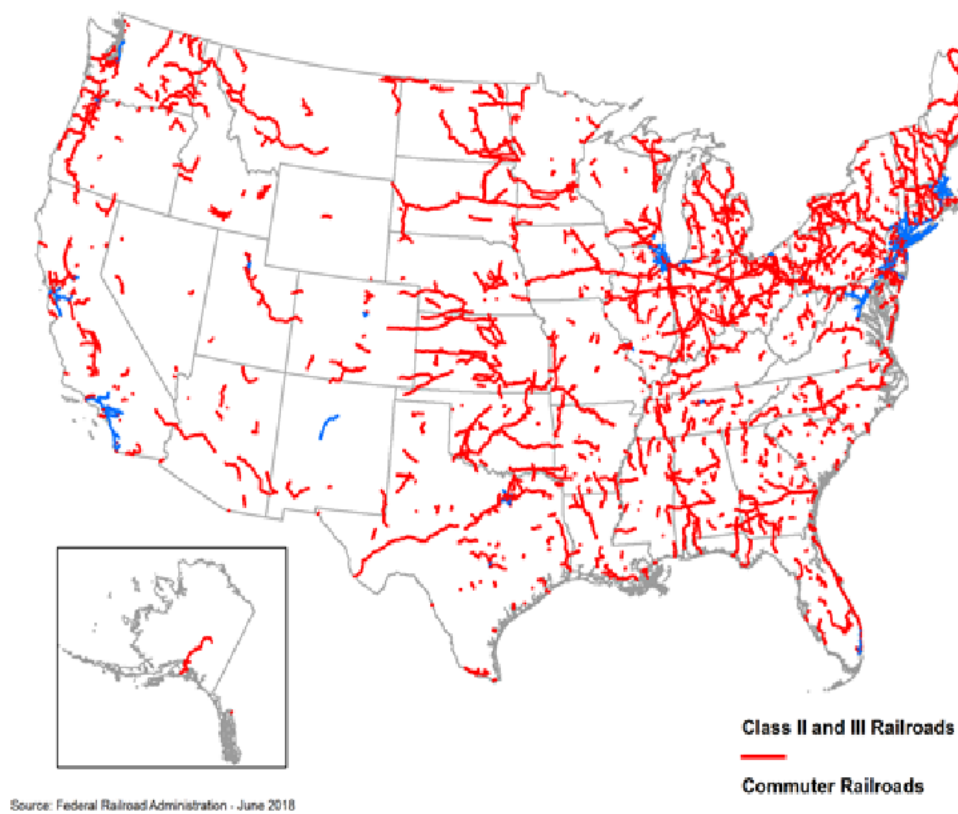 Class II and III Railroads
Commuter Railroads
Source: Federal Railroad Administration - June 2018